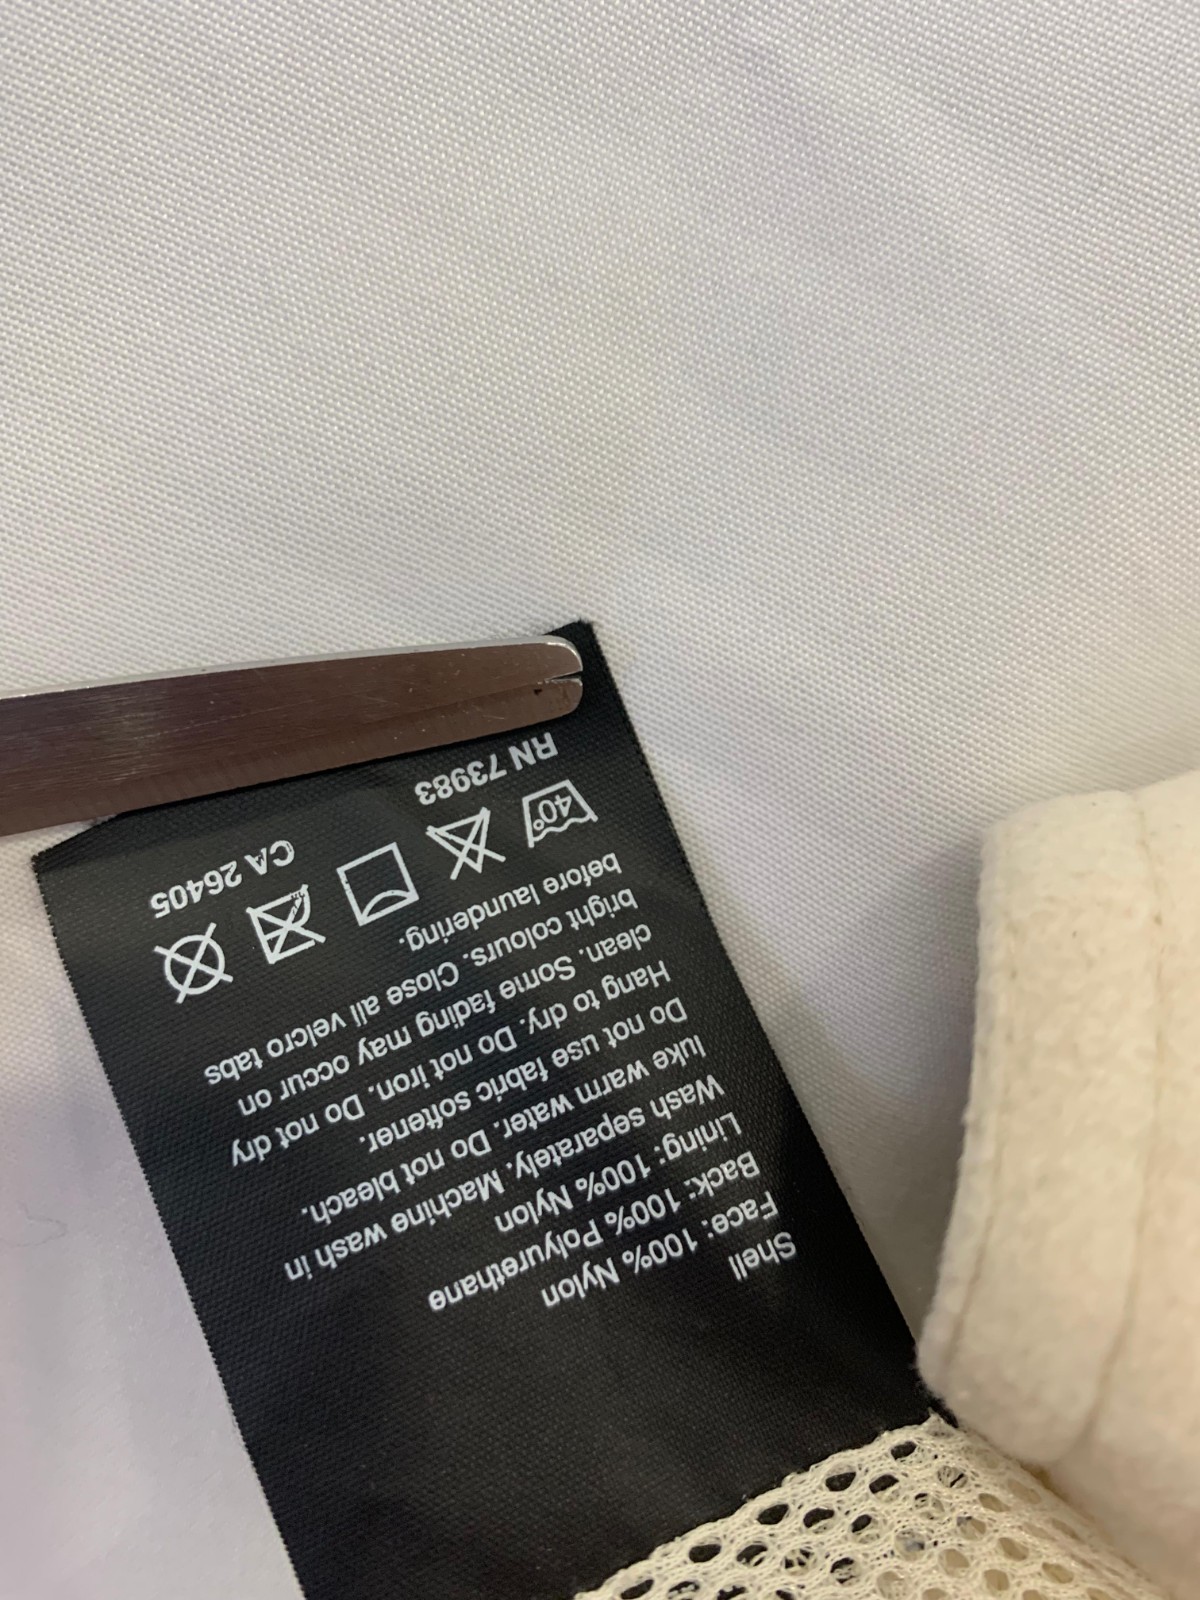 Shell
Face: 100% Nylon
Back: 100% Polyurethane
Lining: 100% Nylon
Wash separately. Machine wash in
luke warm water. Do not bleach.
Do not use fabric softener.
Hang to dry. Do not iron. Do not dry
clean. Some fading may occur on
bright colours. Close all velcro tabs
before laundering.
40°
RN 73983 CA 26405